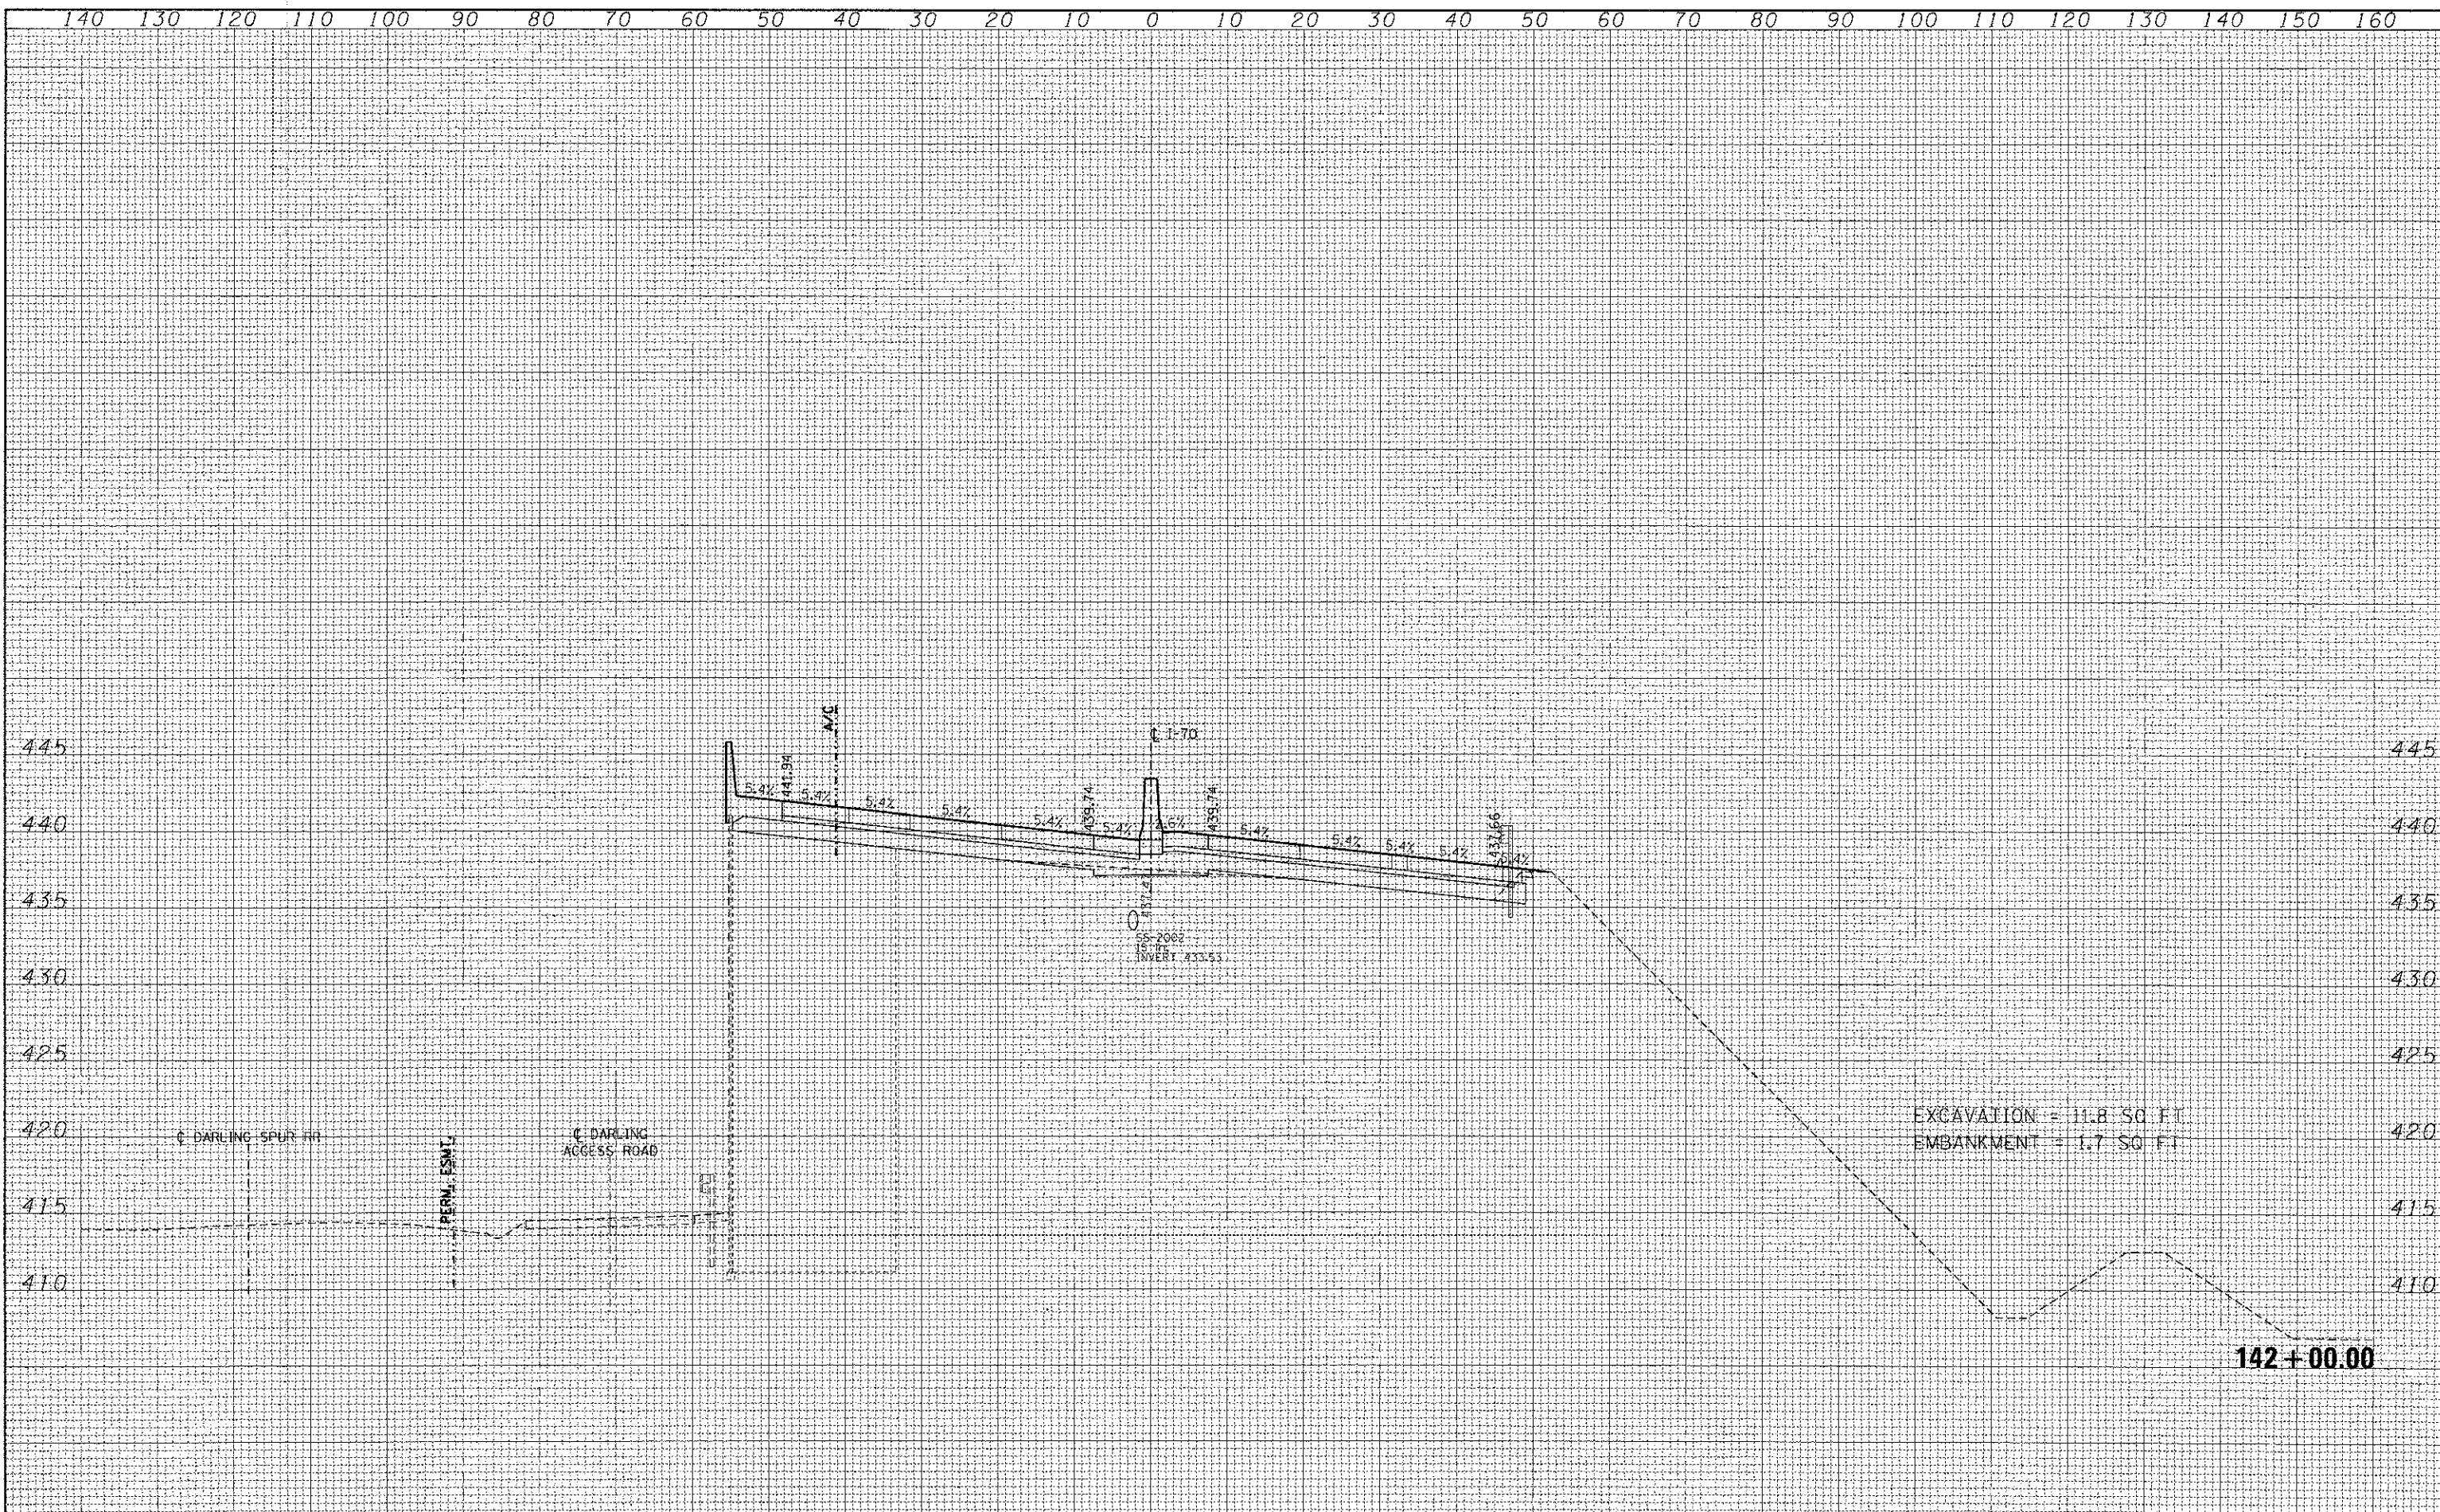 140 130 120 110 100 90 80 70 60 50 40 30 20 10 0 10 20 30 40 50 60 70 80 90 100 110 120 130 140 150 160
A/C
℄ I-70
445 445
441.94
5.4% 5.4% 5.4% 5.4% 5.4% 5.4%
439.74
2.6%
439.74
5.4% 5.4% 5.4% 5.4% 5.4%
437.66
440 440
435 435
437.47
SS-2002
15 In.
INVERT 433.53
430 430
425 425
EXCAVATION = 11.8 SQ FT
EMBANKMENT = 1.7 SQ FT
420 420
℄ DARLING SPUR RR
PERM. ESMT.
℄ DARLING
ACCESS ROAD
415 415
410 410
142 + 00.00